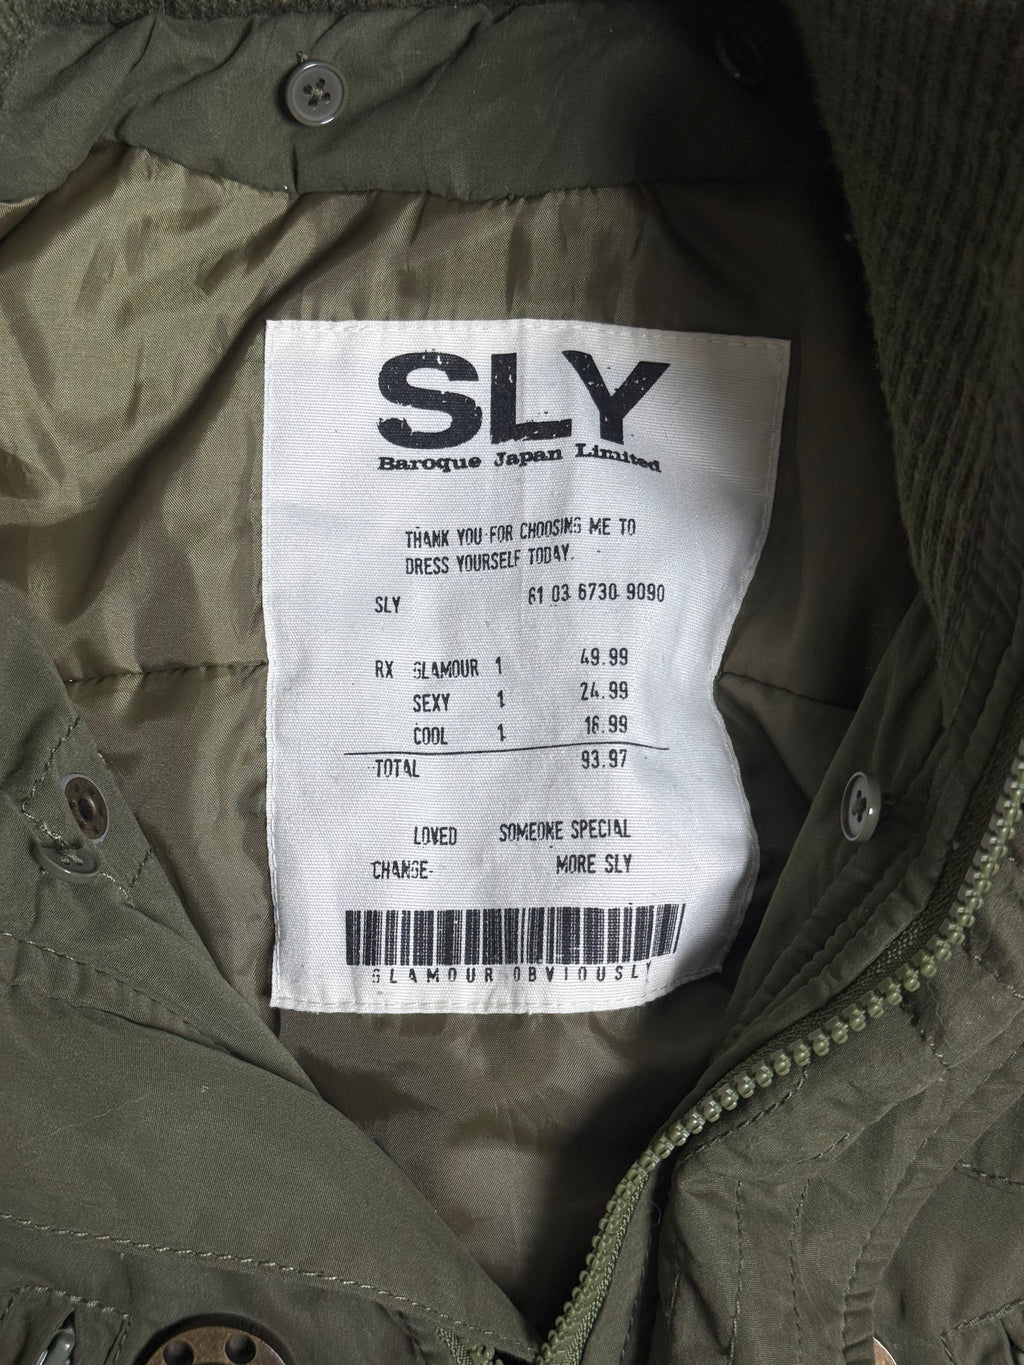 SLY
Baroque Japan Limited
THANK YOU FOR CHOOSING ME TO
DRESS YOURSELF TODAY.
SLY 61 03 6730 9090
RX GLAMOUR 1 49.99
SEXY 1 24.99
COOL 1 18.99
TOTAL 93.97
LOVED SOMEONE SPECIAL
CHANGE- MORE SLY
GLAMOUR OBVIOUSLY